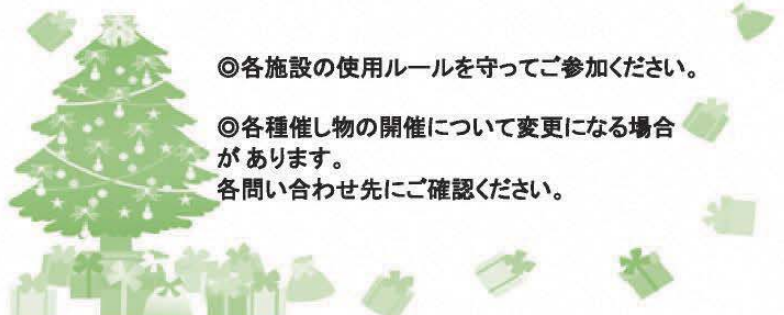 ◎各施設の使用ルールを守ってご参加ください。
◎各種催し物の開催について変更になる場合
が あります。
各問い合わせ先にご確認ください。